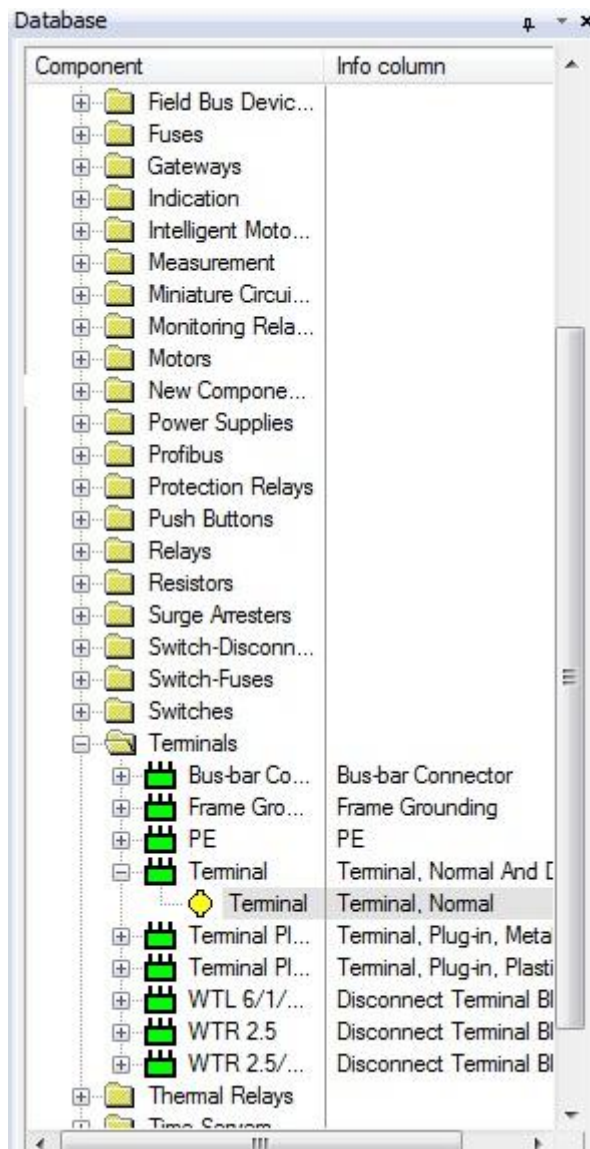 Database
Component Info column
Field Bus Devic...
Fuses
Gateways
Indication
Intelligent Moto...
Measurement
Miniature Circui...
Monitoring Rela...
Motors
New Compone...
Power Supplies
Profibus
Protection Relays
Push Buttons
Relays
Resistors
Surge Arresters
Switch-Disconn...
Switch-Fuses
Switches
Terminals
Bus-bar Co... Bus-bar Connector
Frame Gro... Frame Grounding
PE PE
Terminal Terminal, Normal And D
Terminal Terminal, Normal
Terminal Pl... Terminal, Plug-in, Meta
Terminal Pl... Terminal, Plug-in, Plasti
WTL 6/1/... Disconnect Terminal Bl
WTR 2.5 Disconnect Terminal Bl
WTR 2.5/... Disconnect Terminal Bl
Thermal Relays
Time Servers